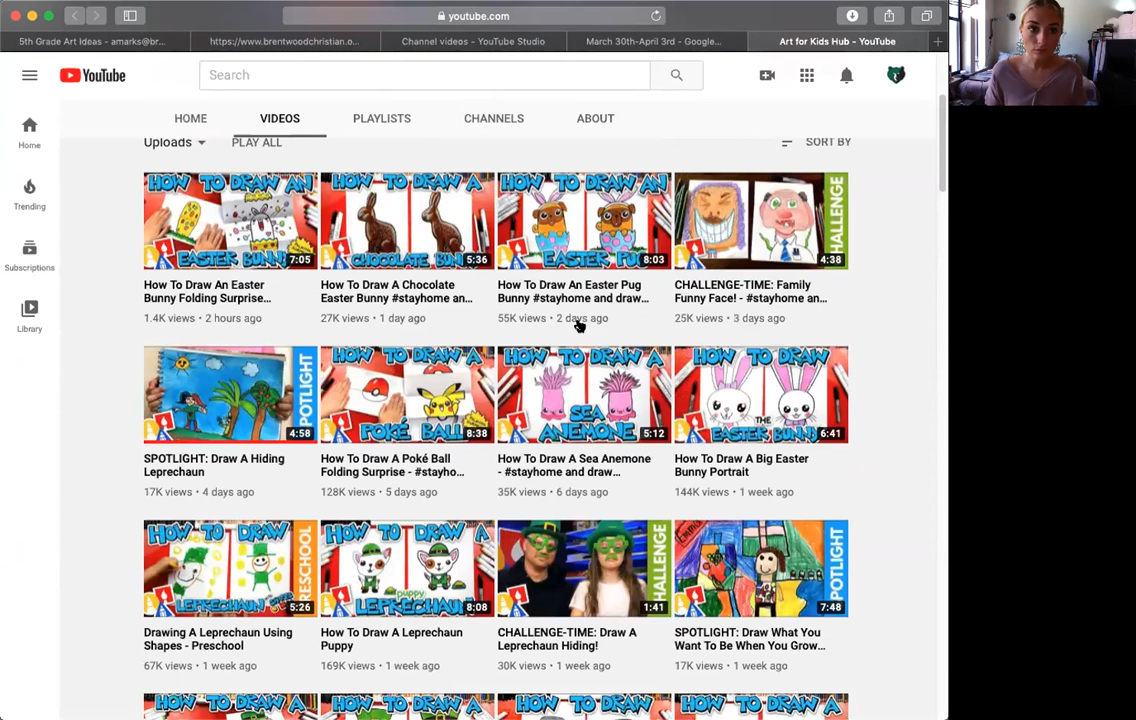 youtube.com
5th Grade Art Ideas - amarks@br...
https://www.brentwoodchristian.o...
Channel videos - YouTube Studio
March 30th-April 3rd - Google...
Art for Kids Hub - YouTube
YouTube
Search
HOME
VIDEOS
PLAYLISTS
CHANNELS
ABOUT
Home
Trending
Subscriptions
Library
Uploads
PLAY ALL
SORT BY
HOW TO DRAW AN
EASTER BUNNY
7:05
HOW TO DRAW A
CHOCOLATE BUNNY
5:36
HOW TO DRAW AN
EASTER PUG
8:03
CHALLENGE
4:38
How To Draw An Easter
Bunny Folding Surprise...
1.4K views • 2 hours ago
How To Draw A Chocolate
Easter Bunny #stayhome an...
27K views • 1 day ago
How To Draw An Easter Pug
Bunny #stayhome and draw...
55K views • 2 days ago
CHALLENGE-TIME: Family
Funny Face! - #stayhome an...
25K views • 3 days ago
SPOTLIGHT
4:58
HOW TO DRAW A
POKÉ BALL
8:38
HOW TO DRAW A
SEA
ANEMONE
5:12
HOW TO DRAW
THE
EASTER BUNNY
6:41
SPOTLIGHT: Draw A Hiding
Leprechaun
17K views • 4 days ago
How To Draw A Poké Ball
Folding Surprise - #stayho...
128K views • 5 days ago
How To Draw A Sea Anemone
- #stayhome and draw...
35K views • 6 days ago
How To Draw A Big Easter
Bunny Portrait
144K views • 1 week ago
HOW TO DRAW A
LEPRECHAUN
PRESCHOOL
5:26
HOW TO DRAW A
PUPPY
LEPRECHAUN
8:08
CHALLENGE
1:41
SPOTLIGHT
7:48
Drawing A Leprechaun Using
Shapes - Preschool
67K views • 1 week ago
How To Draw A Leprechaun
Puppy
169K views • 1 week ago
CHALLENGE-TIME: Draw A
Leprechaun Hiding!
30K views • 1 week ago
SPOTLIGHT: Draw What You
Want To Be When You Grow...
17K views • 1 week ago